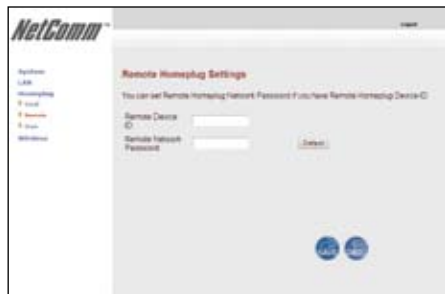 NetComm
Logout
System
LAN
Homeplug
Local
Remote
Scan
Wireless
Remote Homeplug Settings
You can set Remote Homeplug Network Password if you have Remote Homeplug Device-ID
Remote Device
ID
Remote Network
Password
Default